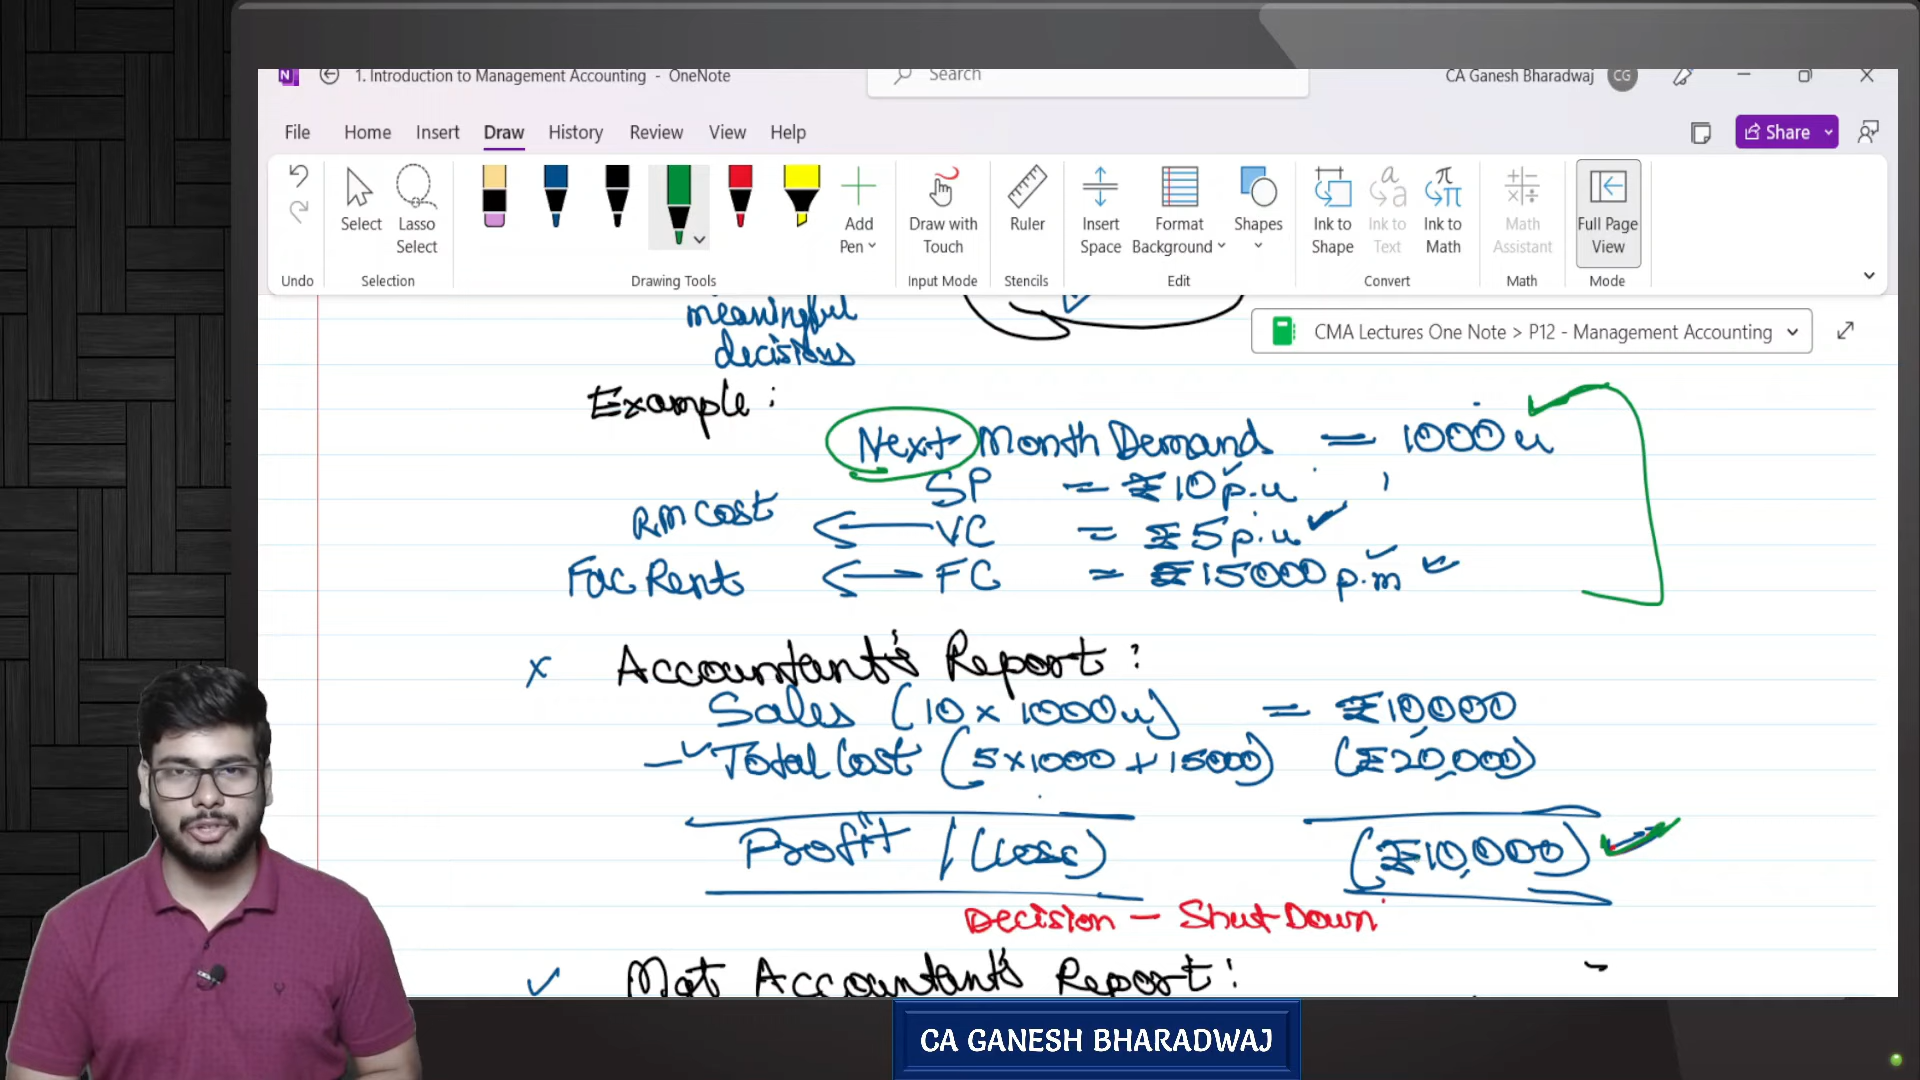 1. Introduction to Management Accounting - OneNote
Search
CA Ganesh Bharadwaj CG
File Home Insert Draw History Review View Help
Share
Undo
Select
Lasso Select
Selection
Drawing Tools
Add Pen
Draw with Touch
Input Mode
Ruler
Stencils
Insert Space
Format Background
Shapes
Edit
Ink to Shape
Ink to Text
Ink to Math
Convert
Math Assistant
Math
Full Page View
Mode
CMA Lectures One Note > P12 - Management Accounting
meaningful
decisions
Example :
Next Month Demand = 1000 u
SP = ₹10 p.u
RM Cost ← VC = ₹5 p.u
Fac Rent ← FC = ₹15000 p.m
x Accountant's Report :
Sales (10 x 1000u) = ₹10000
- Total Cost (5x1000 + 15000) (₹20,000)
Profit / (Loss) (₹10,000)
Decision - Shut Down
✓ Mgt Accountant's Report :
CA GANESH BHARADWAJ